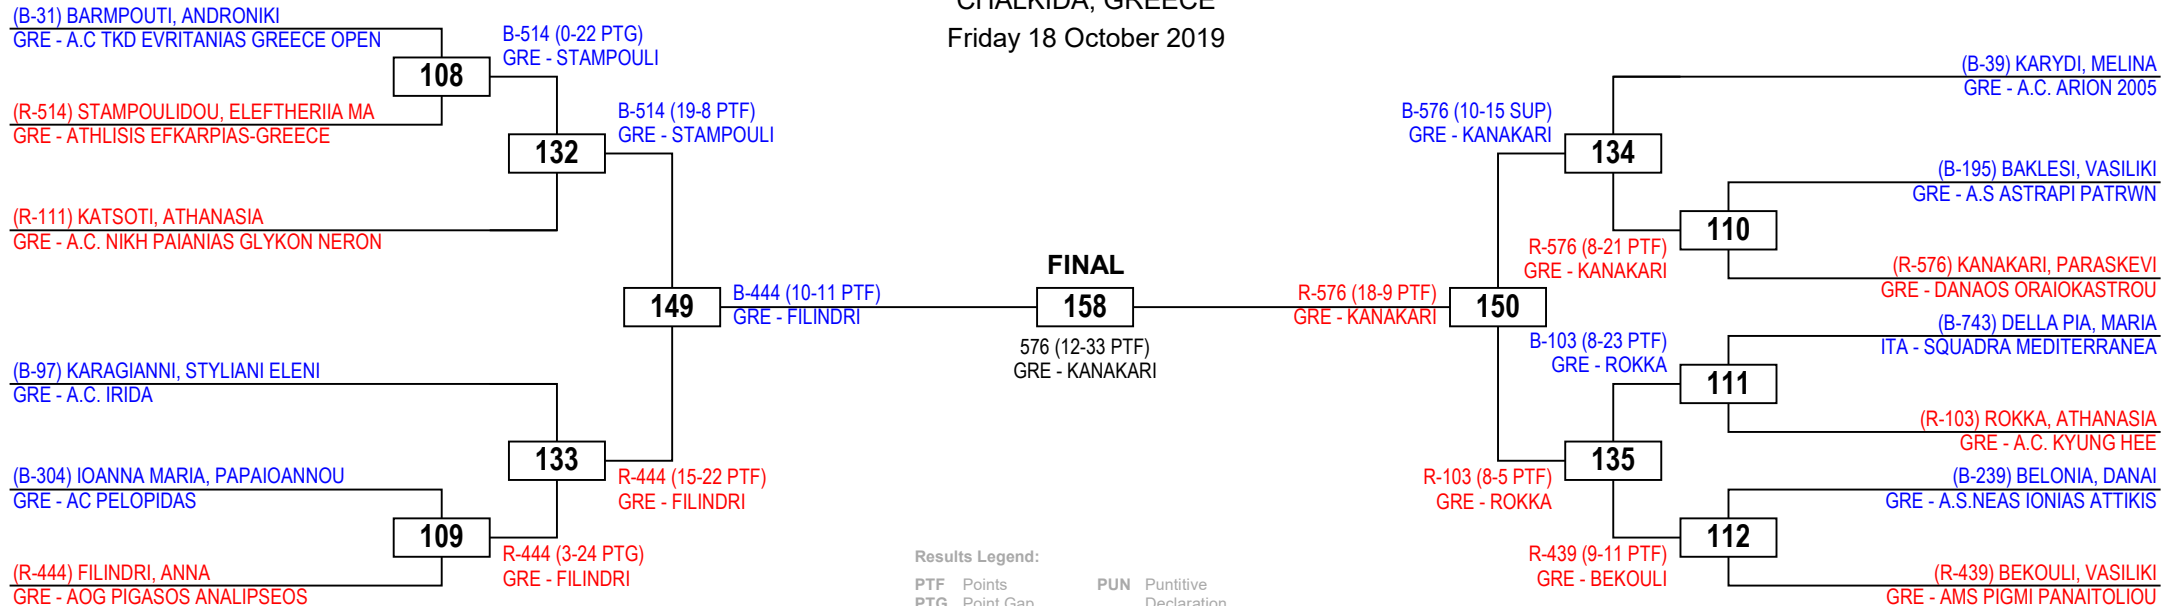 CHALKIDA, GREECE
Friday 18 October 2019
(B-31) BARMPOUTI, ANDRONIKI
GRE - A.C TKD EVRITANIAS GREECE OPEN
108
B-514 (0-22 PTG)
GRE - STAMPOULI
(R-514) STAMPOULIDOU, ELEFTHERIIA MA
GRE - ATHLISIS EFKARPIAS-GREECE
132
B-514 (19-8 PTF)
GRE - STAMPOULI
(R-111) KATSOTI, ATHANASIA
GRE - A.C. NIKH PAIANIAS GLYKON NERON
149
B-444 (10-11 PTF)
GRE - FILINDRI
(B-97) KARAGIANNI, STYLIANI ELENI
GRE - A.C. IRIDA
133
R-444 (15-22 PTF)
GRE - FILINDRI
(B-304) IOANNA MARIA, PAPAIOANNOU
GRE - AC PELOPIDAS
109
R-444 (3-24 PTG)
GRE - FILINDRI
(R-444) FILINDRI, ANNA
GRE - AOG PIGASOS ANALIPSEOS
FINAL
158
576 (12-33 PTF)
GRE - KANAKARI
R-576 (18-9 PTF)
GRE - KANAKARI
150
B-576 (10-15 SUP)
GRE - KANAKARI
134
(B-39) KARYDI, MELINA
GRE - A.C. ARION 2005
(B-195) BAKLESI, VASILIKI
GRE - A.S ASTRAPI PATRWN
110
R-576 (8-21 PTF)
GRE - KANAKARI
(R-576) KANAKARI, PARASKEVI
GRE - DANAOS ORAIOKASTROU
(B-743) DELLA PIA, MARIA
ITA - SQUADRA MEDITERRANEA
B-103 (8-23 PTF)
GRE - ROKKA
111
(R-103) ROKKA, ATHANASIA
GRE - A.C. KYUNG HEE
135
R-103 (8-5 PTF)
GRE - ROKKA
(B-239) BELONIA, DANAI
GRE - A.S.NEAS IONIAS ATTIKIS
112
R-439 (9-11 PTF)
GRE - BEKOULI
(R-439) BEKOULI, VASILIKI
GRE - AMS PIGMI PANAITOLIOU
Results Legend:
PTF Points PUN Puntitive
PTG Point Gap Declaration